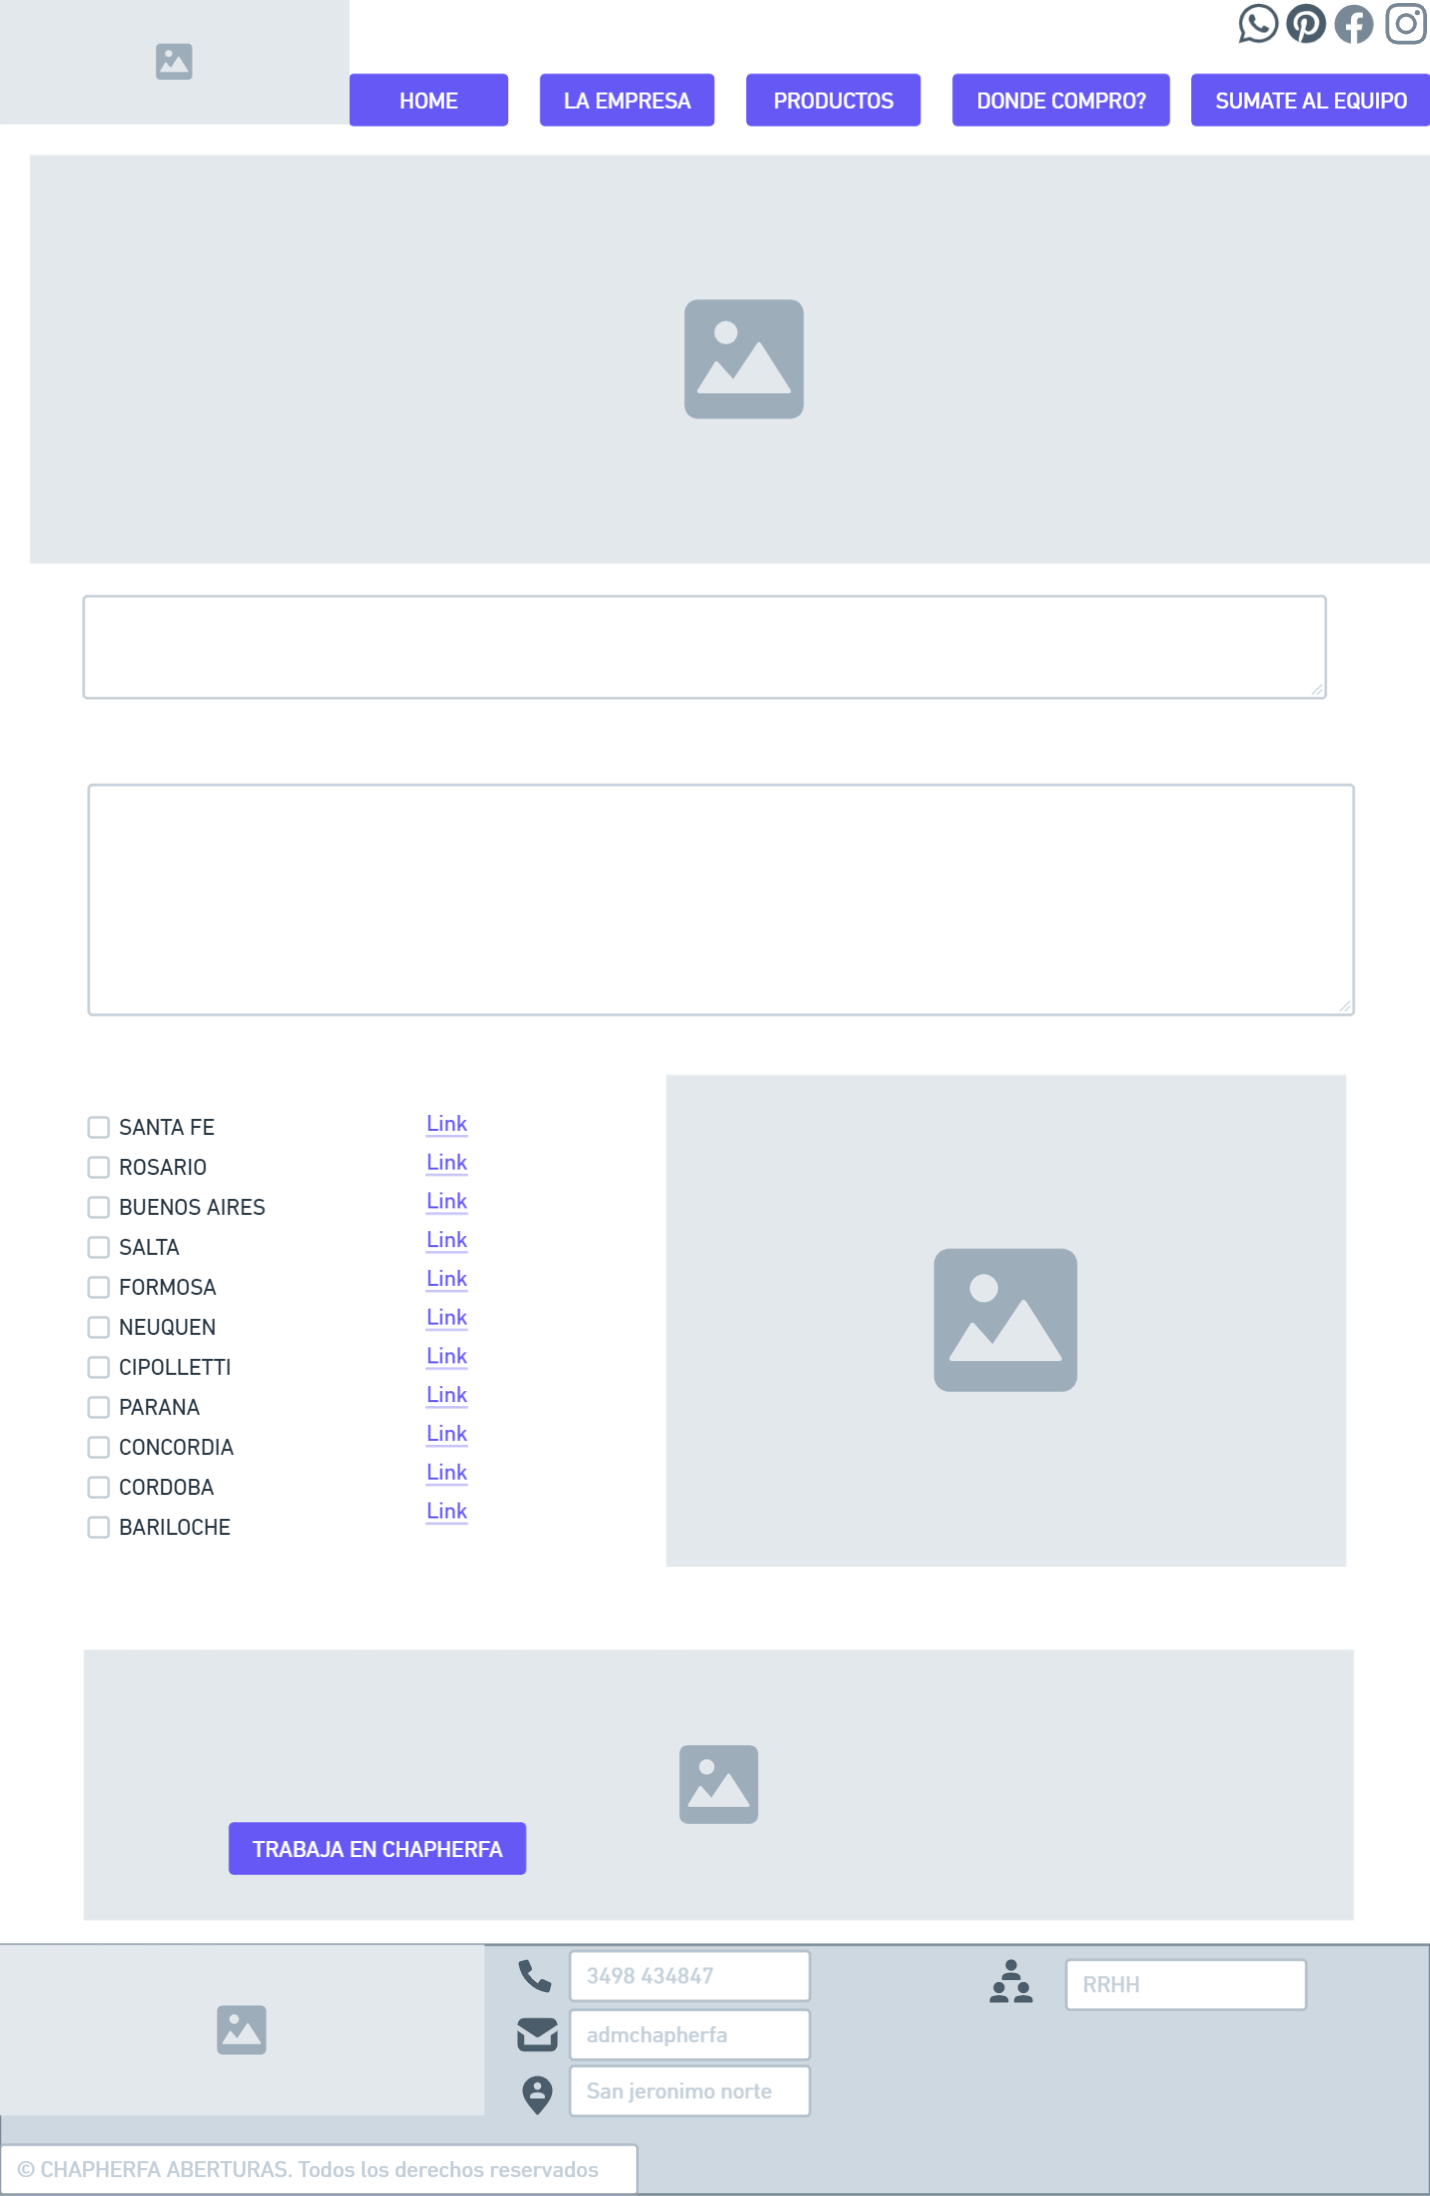 HOME
LA EMPRESA
PRODUCTOS
DONDE COMPRO?
SUMATE AL EQUIPO
SANTA FE
Link
ROSARIO
Link
BUENOS AIRES
Link
SALTA
Link
FORMOSA
Link
NEUQUEN
Link
CIPOLLETTI
Link
PARANA
Link
CONCORDIA
Link
CORDOBA
Link
BARILOCHE
Link
TRABAJA EN CHAPHERFA
3498 434847
RRHH
admchapherfa
San jeronimo norte
© CHAPHERFA ABERTURAS. Todos los derechos reservados